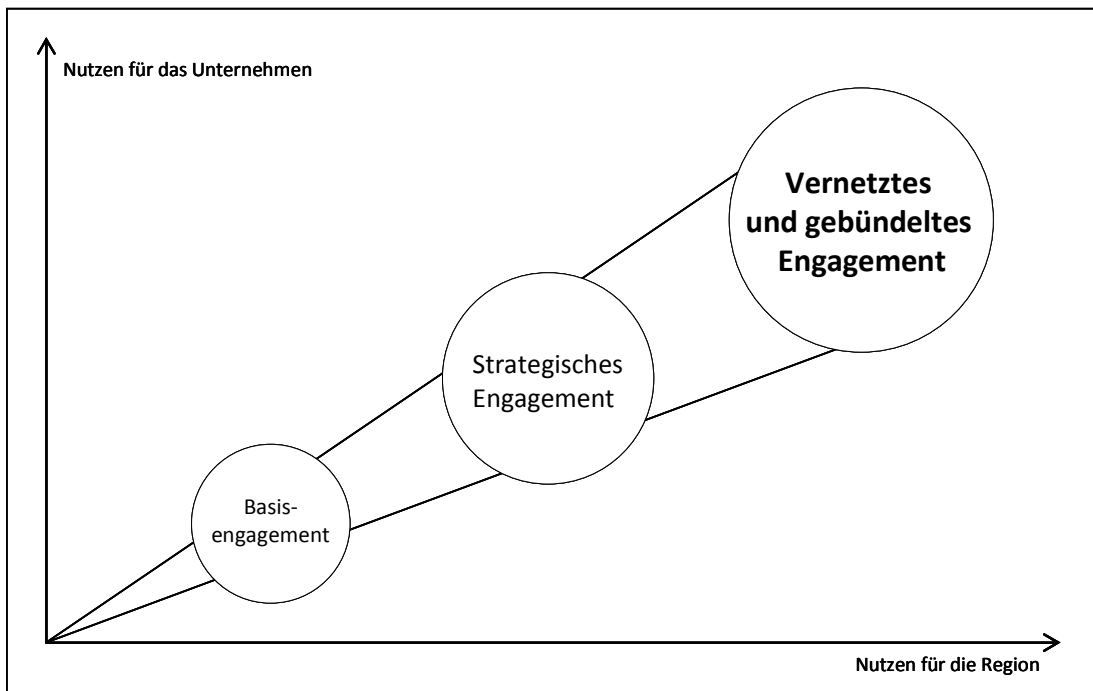 Nutzen für das Unternehmen
Vernetztes
und gebündeltes
Engagement
Strategisches
Engagement
Basis-
engagement
Nutzen für die Region